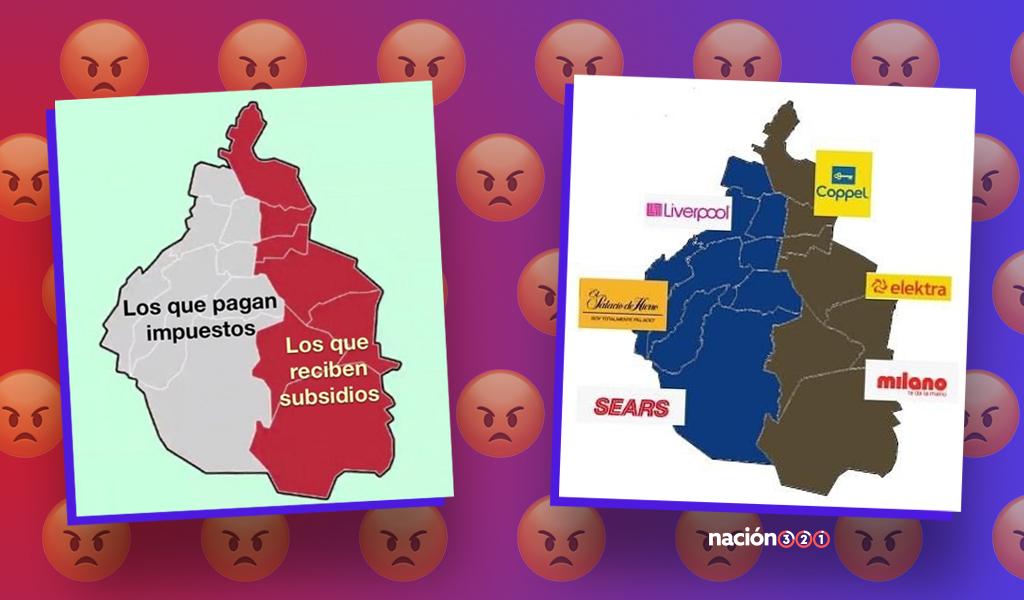 Los que pagan
impuestos
Los que
reciben
subsidios
Liverpool
Coppel
El
Palacio de Hierro
SOY TOTALMENTE PALACIO
elektra
milano
te da la mano
SEARS
nación321